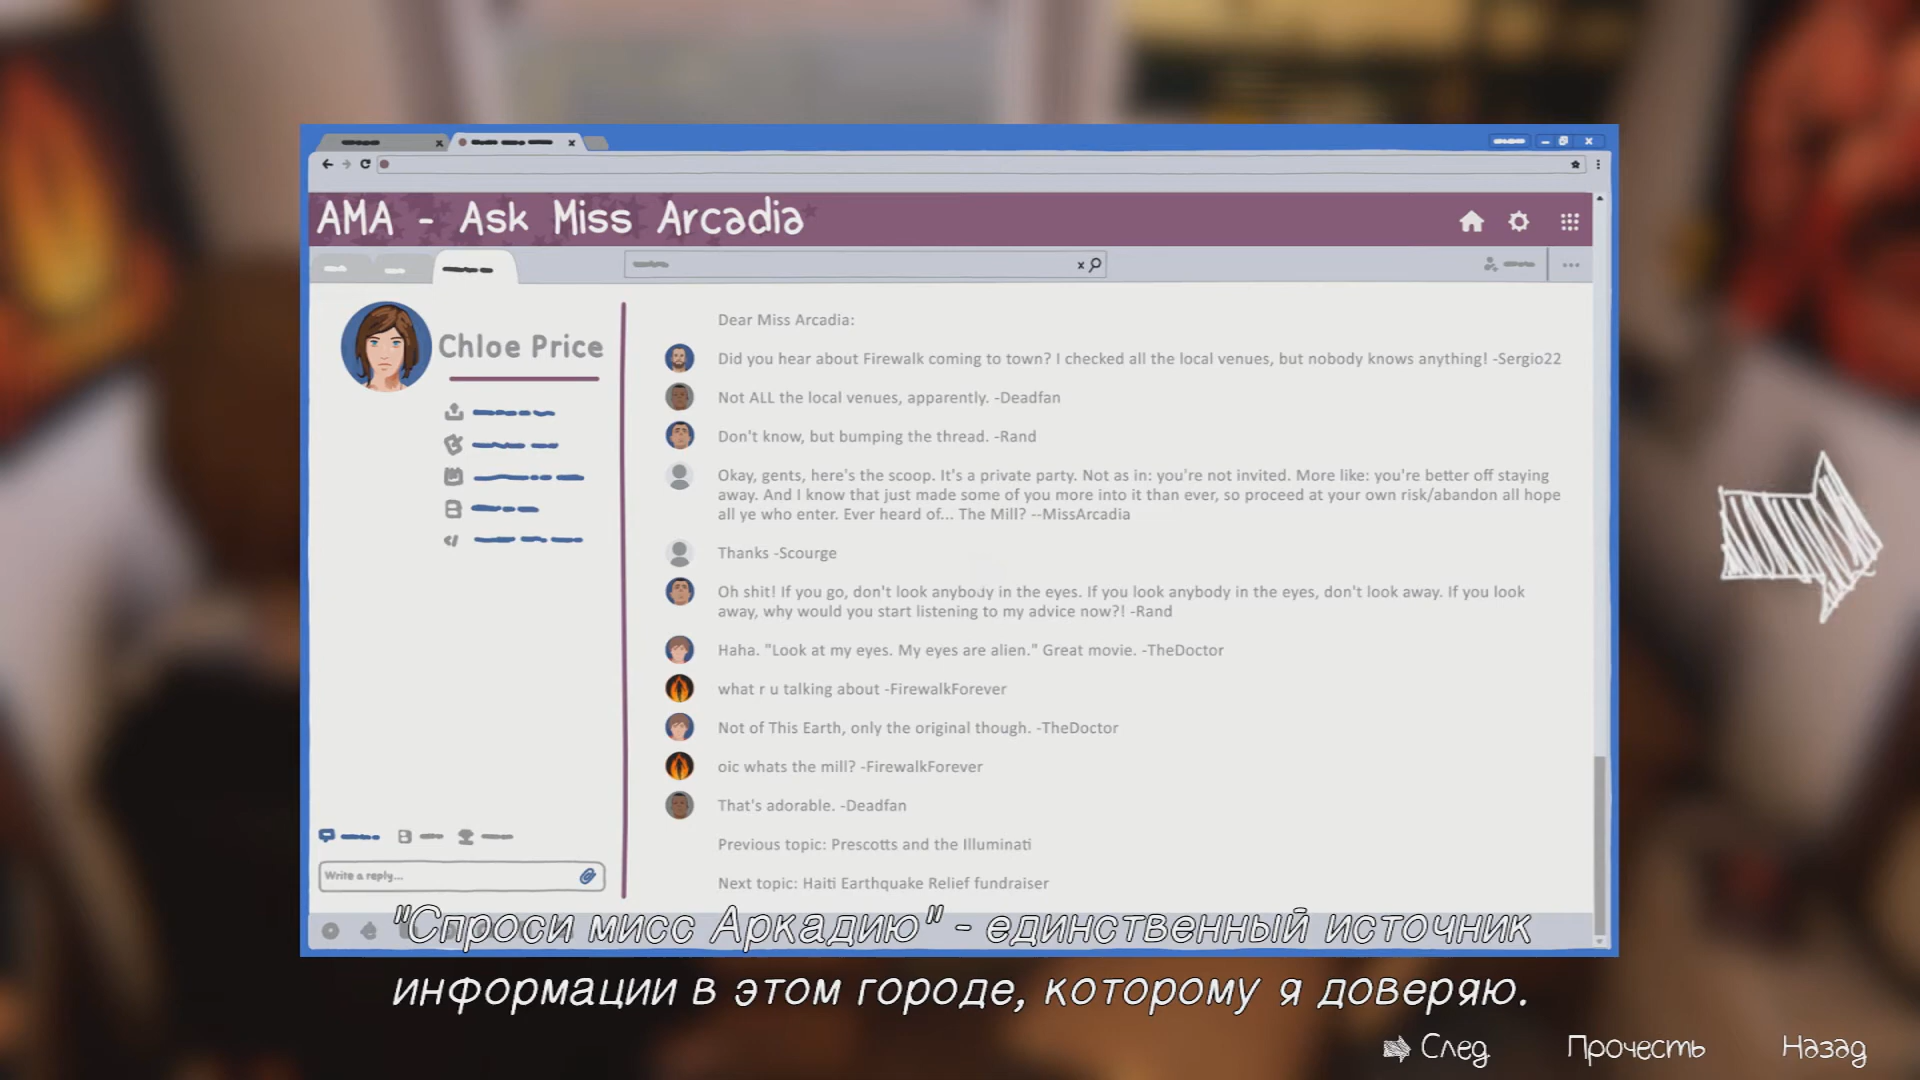 AMA - Ask Miss Arcadia
Chloe Price
Dear Miss Arcadia:
Did you hear about Firewalk coming to town? I checked all the local venues, but nobody knows anything! -Sergio22
Not ALL the local venues, apparently. -Deadfan
Don't know, but bumping the thread. -Rand
Okay, gents, here's the scoop. It's a private party. Not as in: you're not invited. More like: you're better off staying
away. And I know that just made some of you more into it than ever, so proceed at your own risk/abandon all hope
all ye who enter. Ever heard of... The Mill? --MissArcadia
Thanks -Scourge
Oh shit! If you go, don't look anybody in the eyes. If you look anybody in the eyes, don't look away. If you look
away, why would you start listening to my advice now?! -Rand
Haha. "Look at my eyes. My eyes are alien." Great movie. -TheDoctor
what r u talking about -FirewalkForever
Not of This Earth, only the original though. -TheDoctor
oic whats the mill? -FirewalkForever
That's adorable. -Deadfan
Previous topic: Prescotts and the Illuminati
Next topic: Haiti Earthquake Relief fundraiser
Write a reply...
"Спроси мисс Аркадию" - единственный источник
информации в этом городе, которому я доверяю.
След. Прочесть Назад